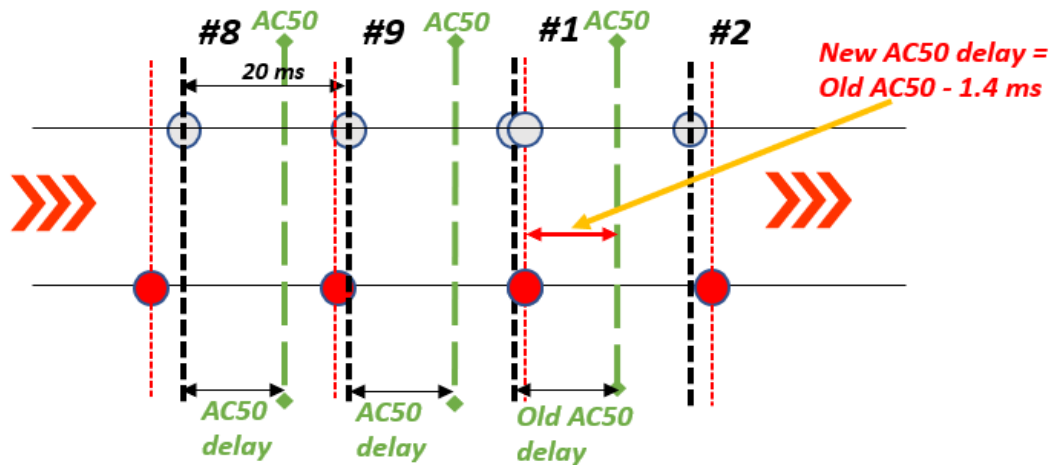 #8
AC50
#9
AC50
#1
AC50
#2
20 ms
New AC50 delay =
Old AC50 - 1.4 ms
AC50
delay
AC50
delay
Old AC50
delay